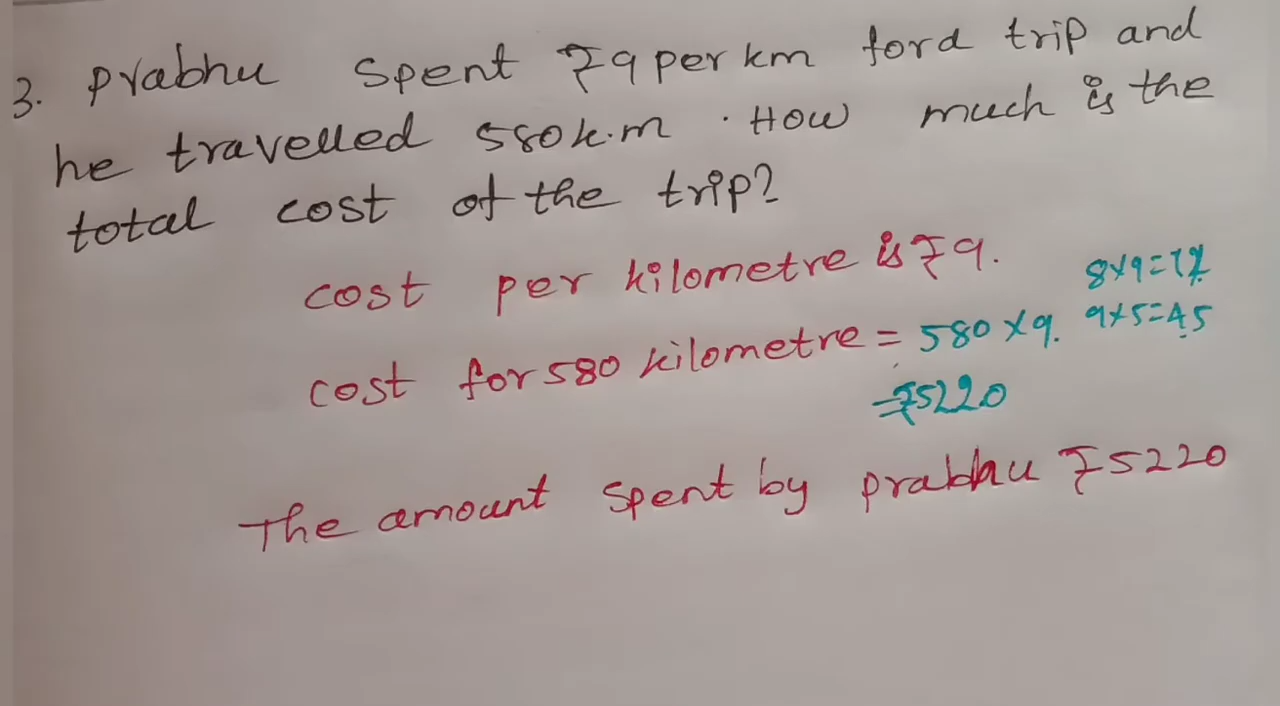 3. Prabhu spent ₹9 per km ford trip and
he travelled 580k.m. How much is the
total cost of the trip?
cost per kilometre is ₹9.
8×9=72
cost for 580 kilometre = 580×9.
9×5=45
=₹5220
The amount spent by prabhu ₹5220